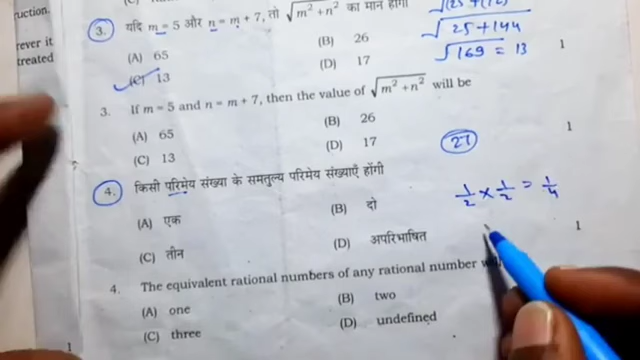 ruction.
3. यदि m = 5 और n = m + 7, तो √m² + n² का मान होगा
(A) 65
(B) 26
(C) 13
(D) 17
√25 + 144
√169 = 13
1
rever it
treated
3. If m = 5 and n = m + 7, then the value of √m² + n² will be
(A) 65
(B) 26
(C) 13
(D) 17
27
1
4. किसी परिमेय संख्या के समतुल्य परिमेय संख्याएँ होंगी
(A) एक
(B) दो
(C) तीन
(D) अपरिभाषित
1/2 × 1/2 = 1/4
1
4. The equivalent rational numbers of any rational number
(A) one
(B) two
(C) three
(D) undefined
1